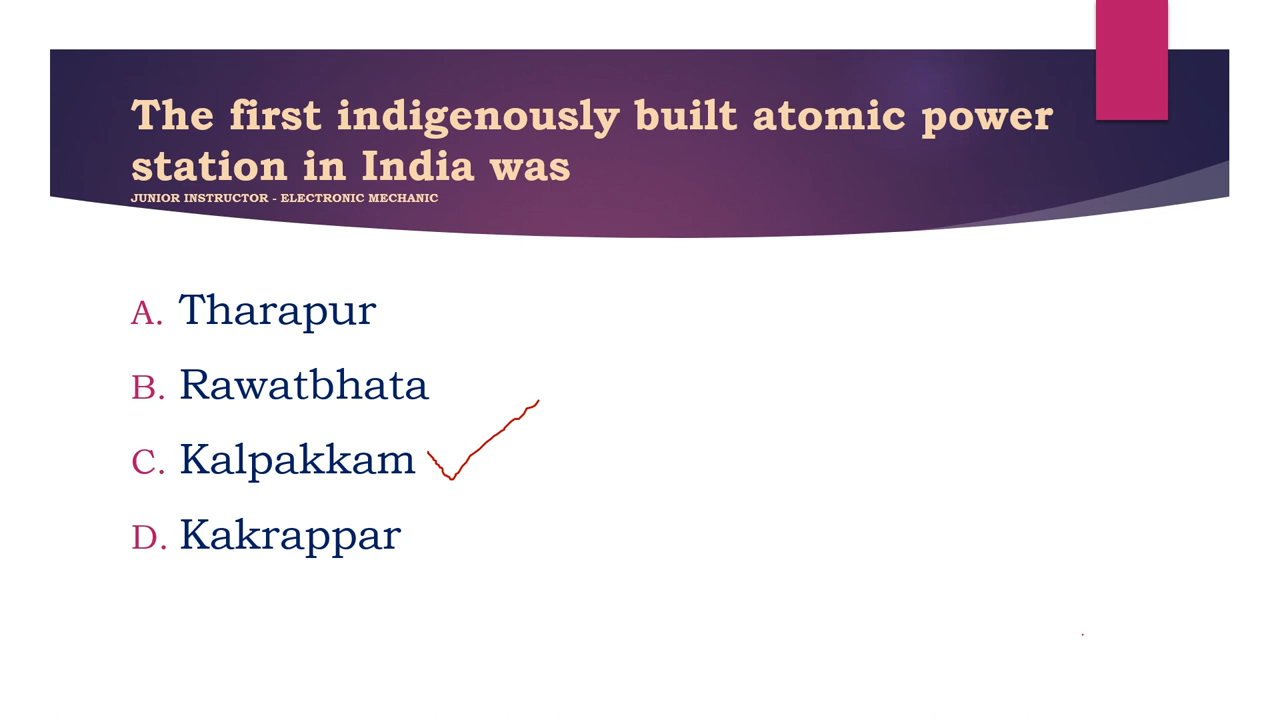 The first indigenously built atomic power
station in India was
JUNIOR INSTRUCTOR - ELECTRONIC MECHANIC
A. Tharapur
B. Rawatbhata
C. Kalpakkam
D. Kakrappar